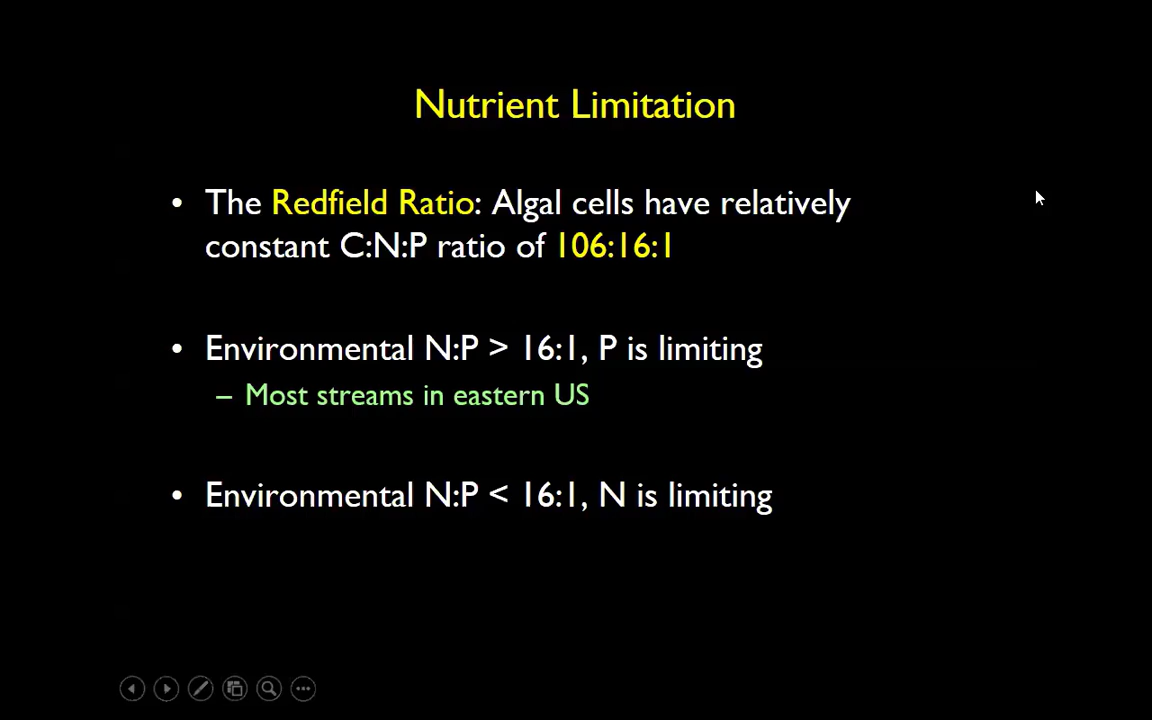 Nutrient Limitation
• The Redfield Ratio: Algal cells have relatively
constant C:N:P ratio of 106:16:1
• Environmental N:P > 16:1, P is limiting
– Most streams in eastern US
• Environmental N:P < 16:1, N is limiting